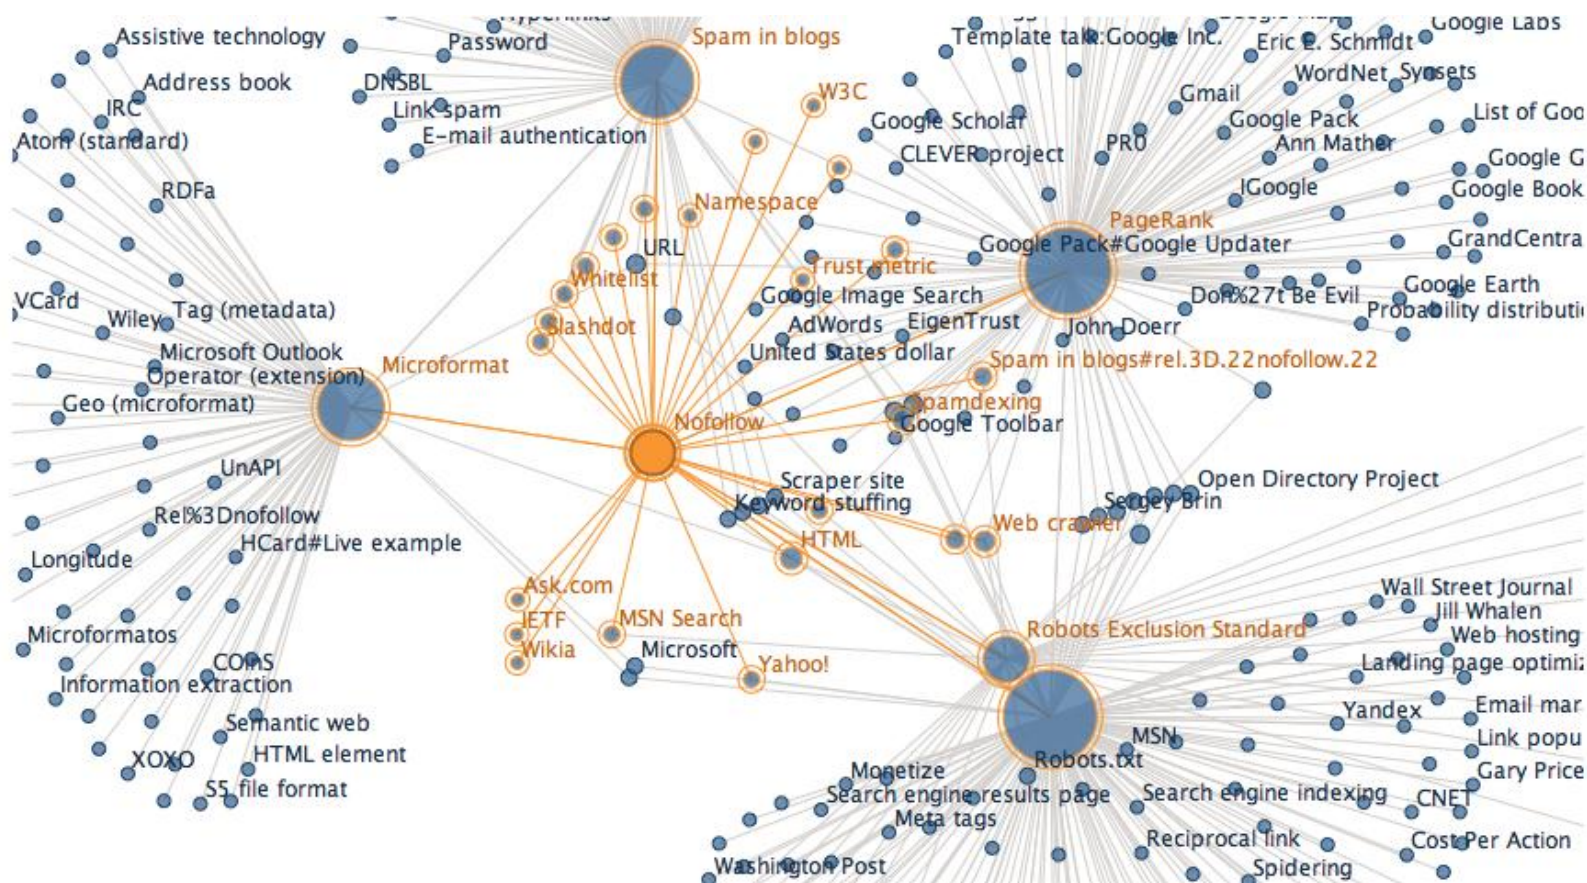 Hyperlinks
Assistive technology
Password
Spam in blogs
Template talk:Google Inc.
Eric E. Schmidt
Google Labs
Address book
DNSBL
W3C
WordNet
Synsets
IRC
Link spam
Gmail
Google Scholar
Google Pack
List of Goo
Atom (standard)
E-mail authentication
CLEVER project
PR0
Ann Mather
Google G
RDFa
Namespace
IGoogle
Google Book
PageRank
URL
Google Pack#Google Updater
GrandCentra
Whitelist
Trust metric
VCard
Tag (metadata)
Google Image Search
Don%27t Be Evil
Google Earth
Wiley
Slashdot
AdWords
EigenTrust
John Doerr
Probability distributi
Microsoft Outlook
Microformat
United States dollar
Spam in blogs#rel.3D.22nofollow.22
Operator (extension)
Geo (microformat)
Nofollow
Spamdexing
Google Toolbar
UnAPI
Scraper site
Open Directory Project
Keyword stuffing
Sergey Brin
Rel%3Dnofollow
Web crawler
HCard#Live example
HTML
Longitude
Ask.com
Wall Street Journal
IETF
MSN Search
Jill Whalen
Microformatos
Robots Exclusion Standard
Web hosting
Wikia
Microsoft
Yahoo!
Landing page optimiz
COinS
Information extraction
Yandex
Email mar
Semantic web
MSN
Link popu
XOXO
HTML element
Robots.txt
Monetize
Gary Price
S5 file format
Search engine results page
Search engine indexing
CNET
Meta tags
Reciprocal link
Cost Per Action
Washington Post
Spidering